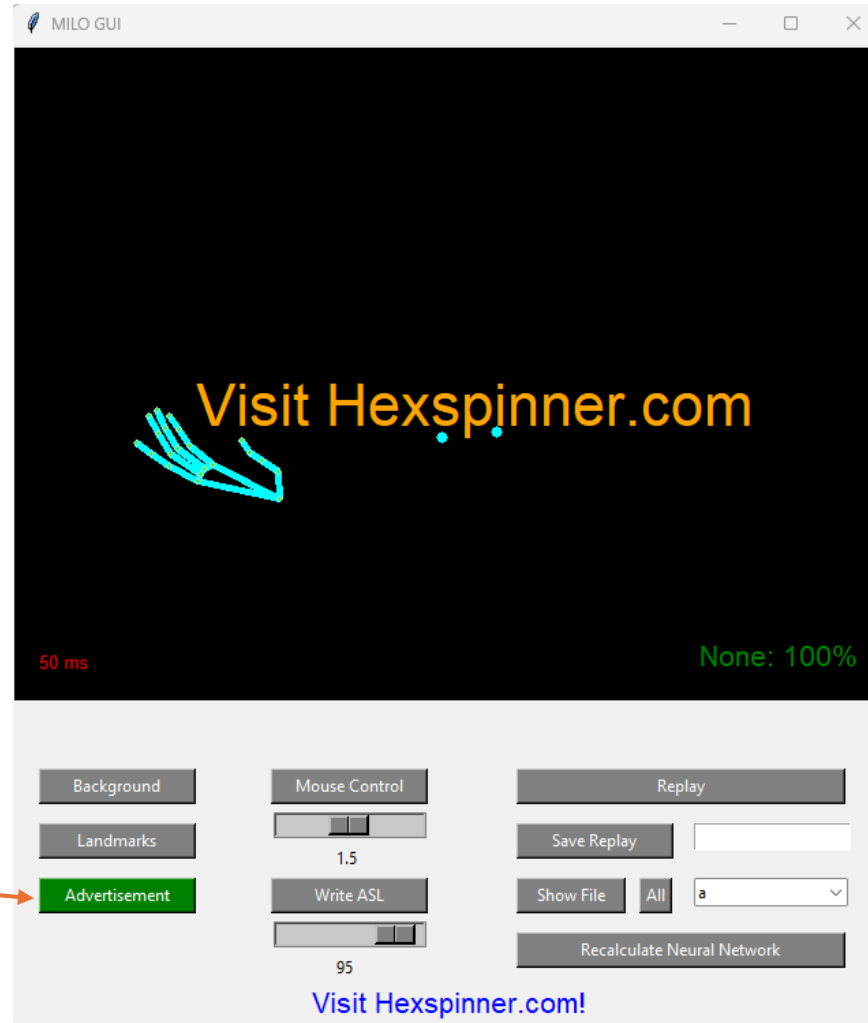 MILO GUI
Visit Hexspinner.com
50 ms
None: 100%
Background
Mouse Control
Replay
1.5
Landmarks
Save Replay
Advertisement
Write ASL
Show File
All
a
95
Recalculate Neural Network
Visit Hexspinner.com!